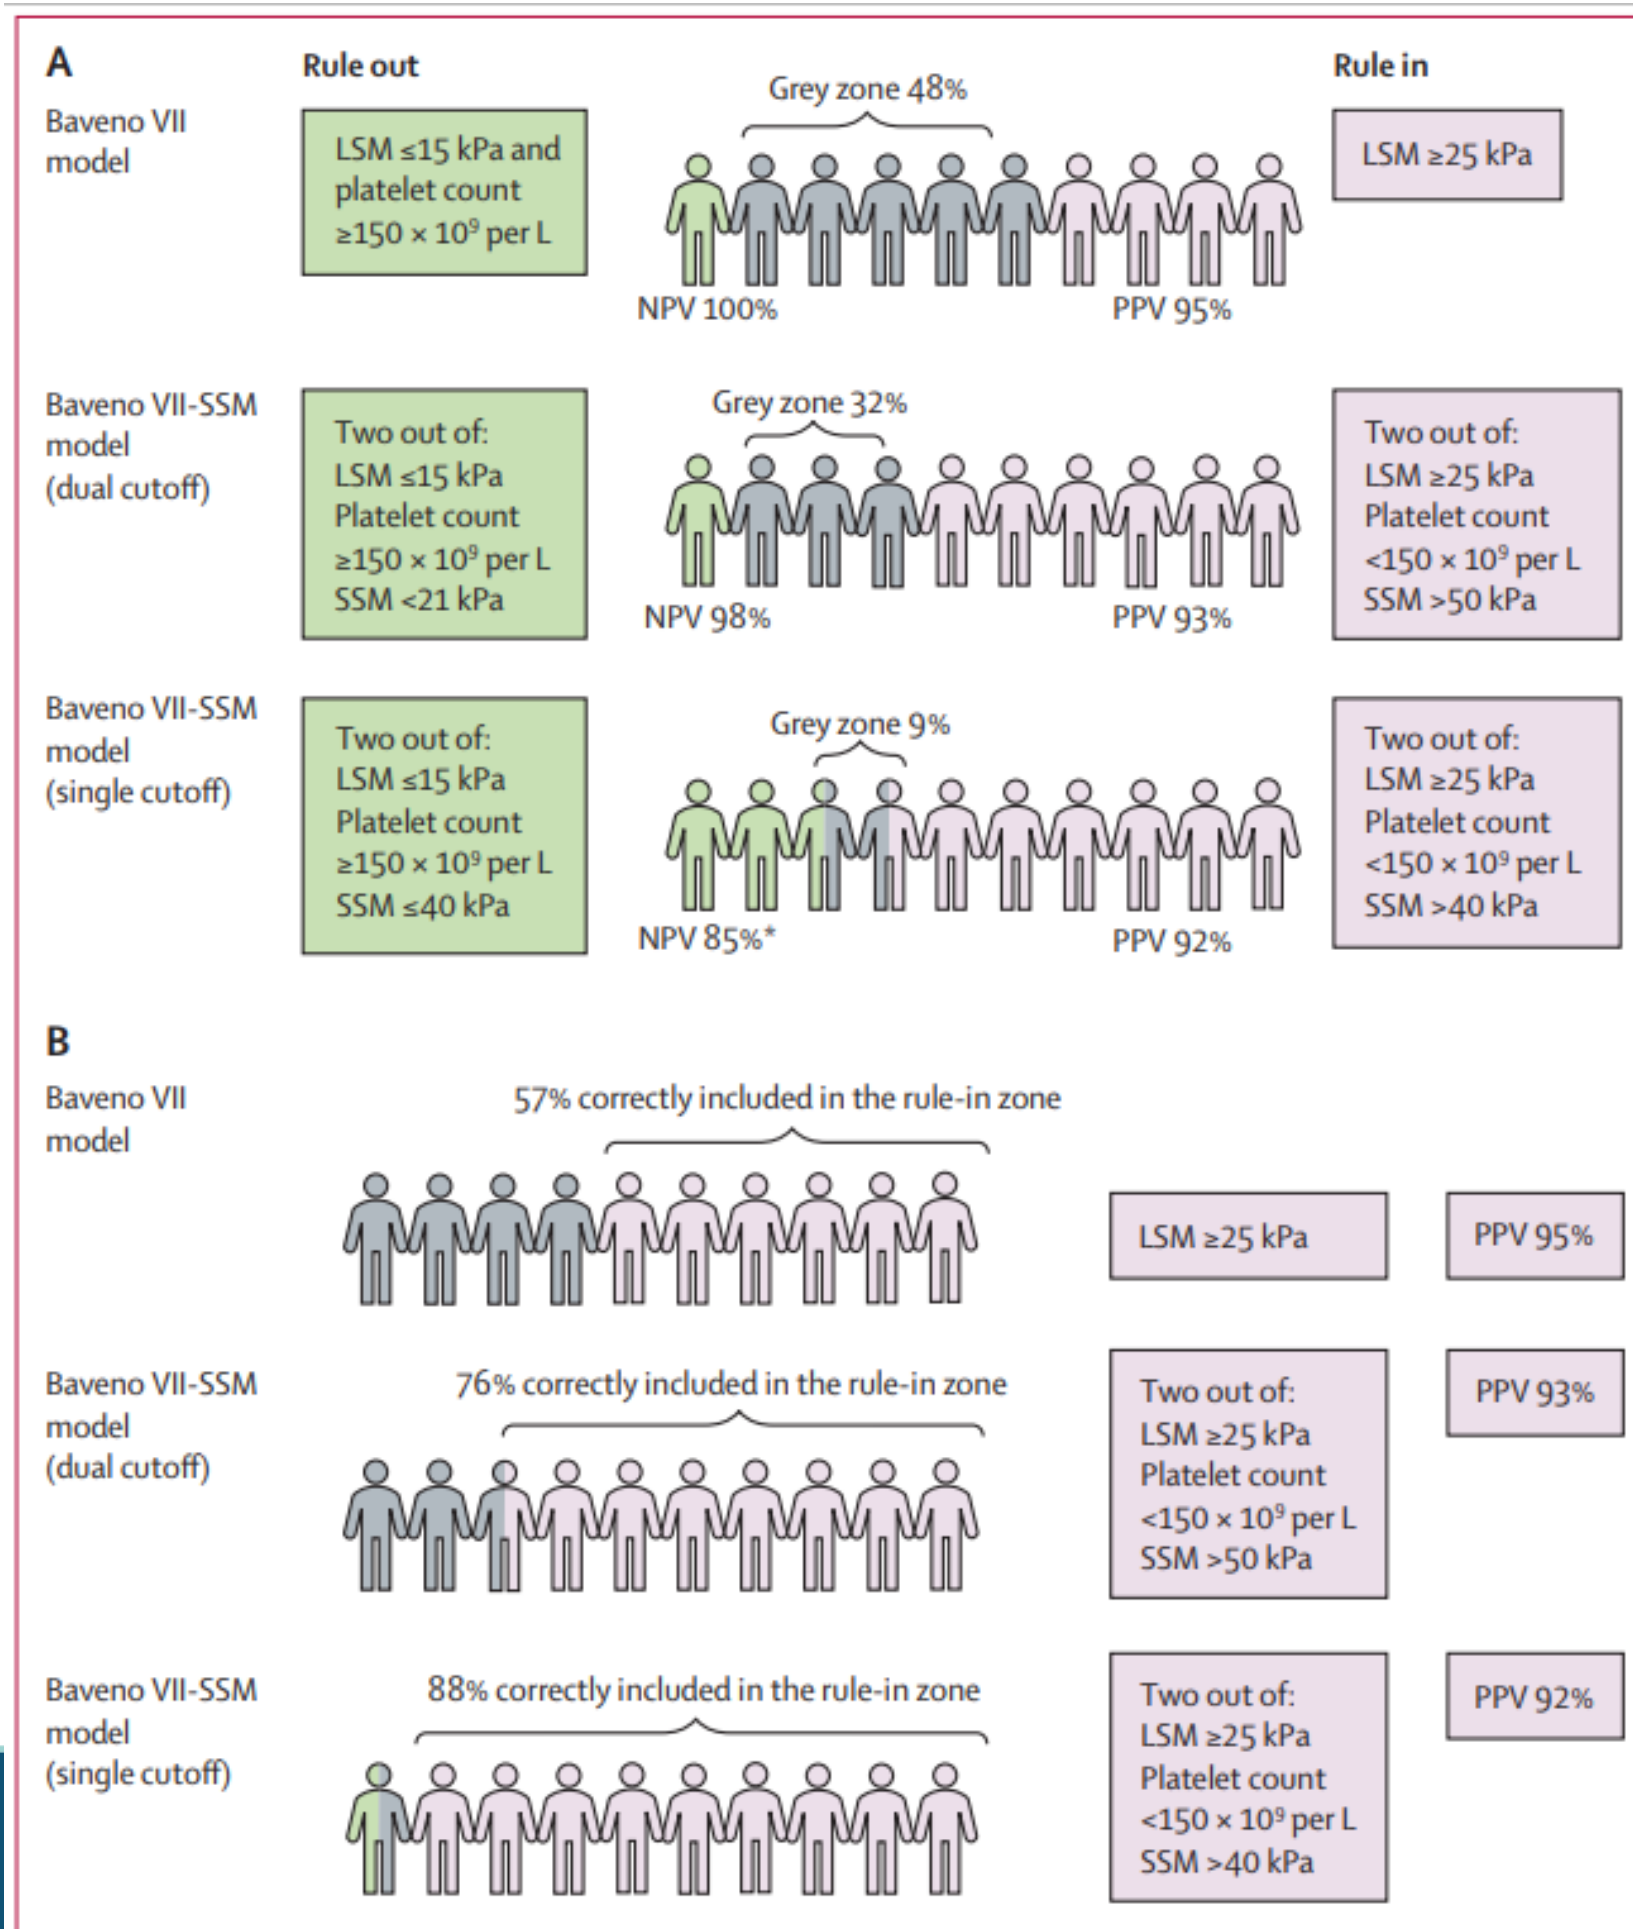 A
Rule out
Rule in
Baveno VII
model
LSM ≤15 kPa and
platelet count
≥150 × 10⁹ per L
Grey zone 48%
NPV 100%
PPV 95%
LSM ≥25 kPa
Baveno VII-SSM
model
(dual cutoff)
Two out of:
LSM ≤15 kPa
Platelet count
≥150 × 10⁹ per L
SSM <21 kPa
Grey zone 32%
NPV 98%
PPV 93%
Two out of:
LSM ≥25 kPa
Platelet count
<150 × 10⁹ per L
SSM >50 kPa
Baveno VII-SSM
model
(single cutoff)
Two out of:
LSM ≤15 kPa
Platelet count
≥150 × 10⁹ per L
SSM ≤40 kPa
Grey zone 9%
NPV 85%*
PPV 92%
Two out of:
LSM ≥25 kPa
Platelet count
<150 × 10⁹ per L
SSM >40 kPa
B
Baveno VII
model
57% correctly included in the rule-in zone
LSM ≥25 kPa
PPV 95%
Baveno VII-SSM
model
(dual cutoff)
76% correctly included in the rule-in zone
Two out of:
LSM ≥25 kPa
Platelet count
<150 × 10⁹ per L
SSM >50 kPa
PPV 93%
Baveno VII-SSM
model
(single cutoff)
88% correctly included in the rule-in zone
Two out of:
LSM ≥25 kPa
Platelet count
<150 × 10⁹ per L
SSM >40 kPa
PPV 92%